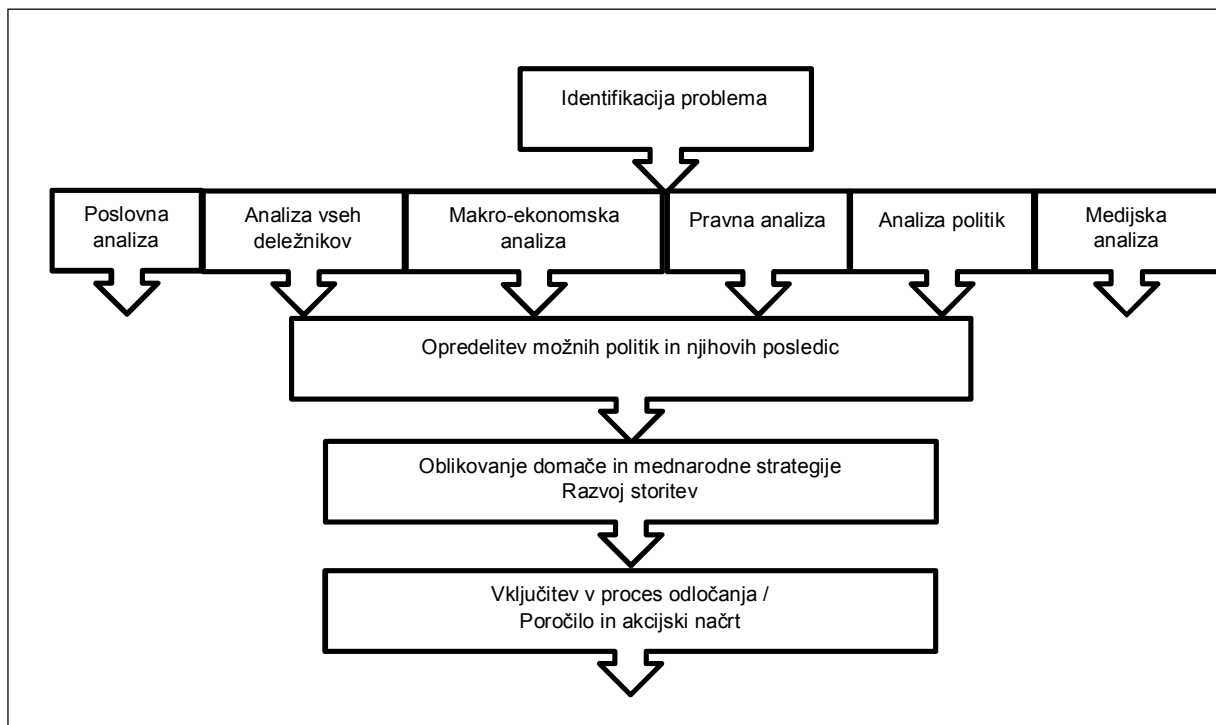 Identifikacija problema
Poslovna
analiza
Analiza vseh
deležnikov
Makro-ekonomska
analiza
Pravna analiza
Analiza politik
Medijska
analiza
Opredelitev možnih politik in njihovih posledic
Oblikovanje domače in mednarodne strategije
Razvoj storitev
Vključitev v proces odločanja /
Poročilo in akcijski načrt